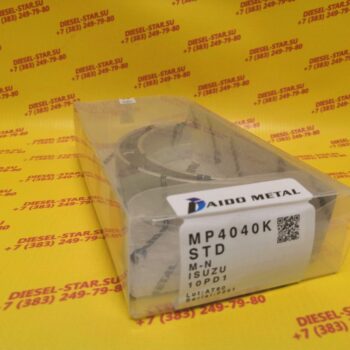 DIESEL-STAR.SU
+7 (383) 249-79-80
DAIDO METAL
MP4040K
STD
M-N
ISUZU
10PD1